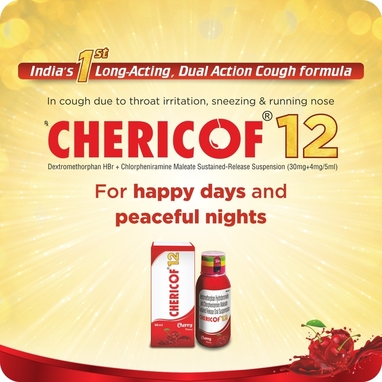 India's 1st Long-Acting, Dual Action Cough formula
In cough due to throat irritation, sneezing & running nose
℞ CHERICOF® 12
Dextromethorphan HBr + Chlorpheniramine Maleate Sustained-Release Suspension (30mg+4mg/5ml)
For happy days and
peaceful nights
CHERICOF 12
Cherry
CHERICOF 12
Cherry